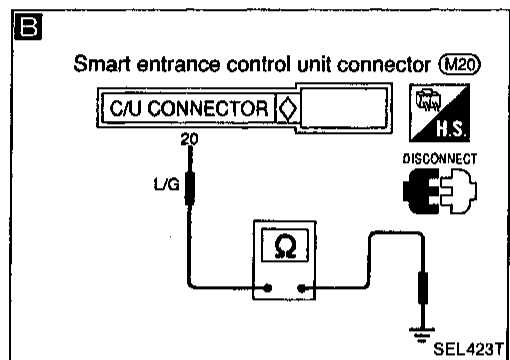 B
Smart entrance control unit connector (M20)
C/U CONNECTOR
H.S.
20
DISCONNECT
L/G
Ω
SEL423T